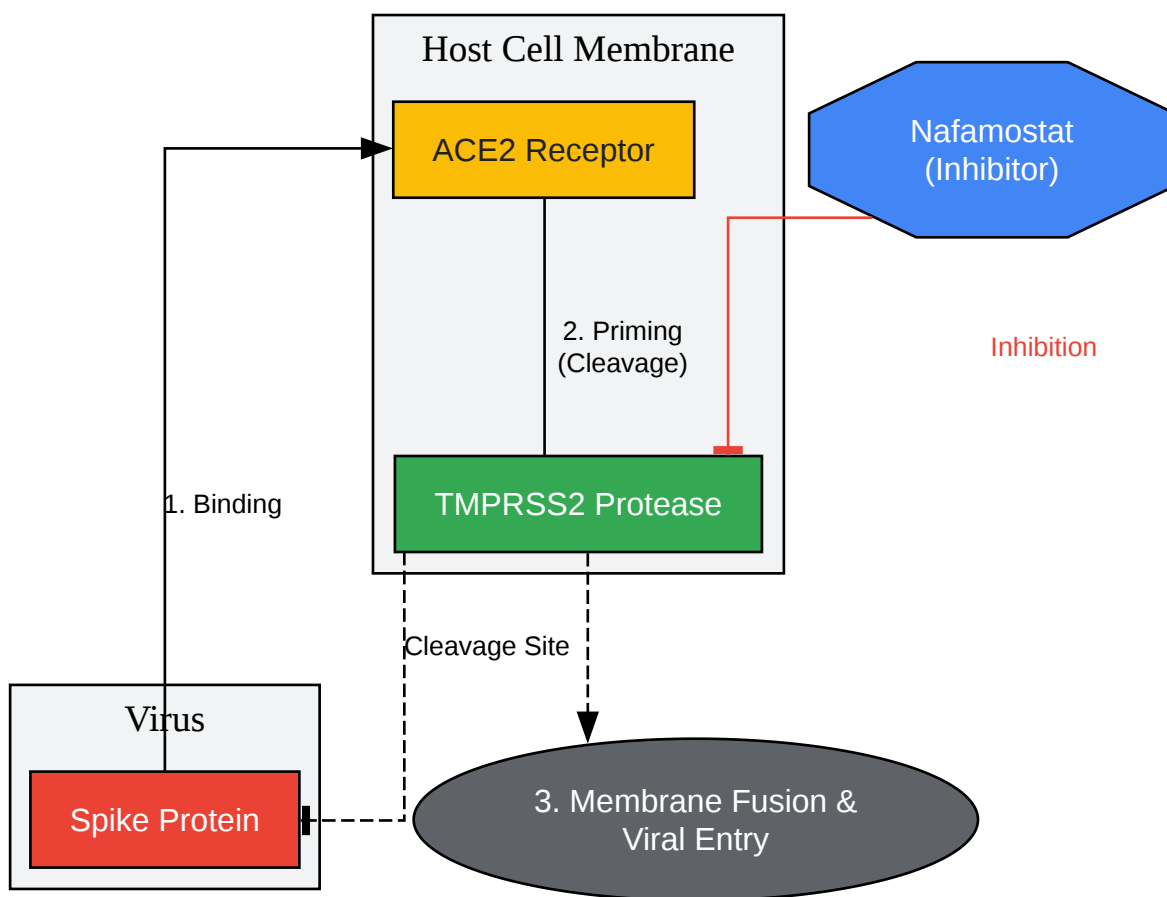 Host Cell Membrane
ACE2 Receptor
Nafamostat
(Inhibitor)
2. Priming
(Cleavage)
Inhibition
TMPRSS2 Protease
1. Binding
Cleavage Site
Virus
Spike Protein
3. Membrane Fusion &
Viral Entry